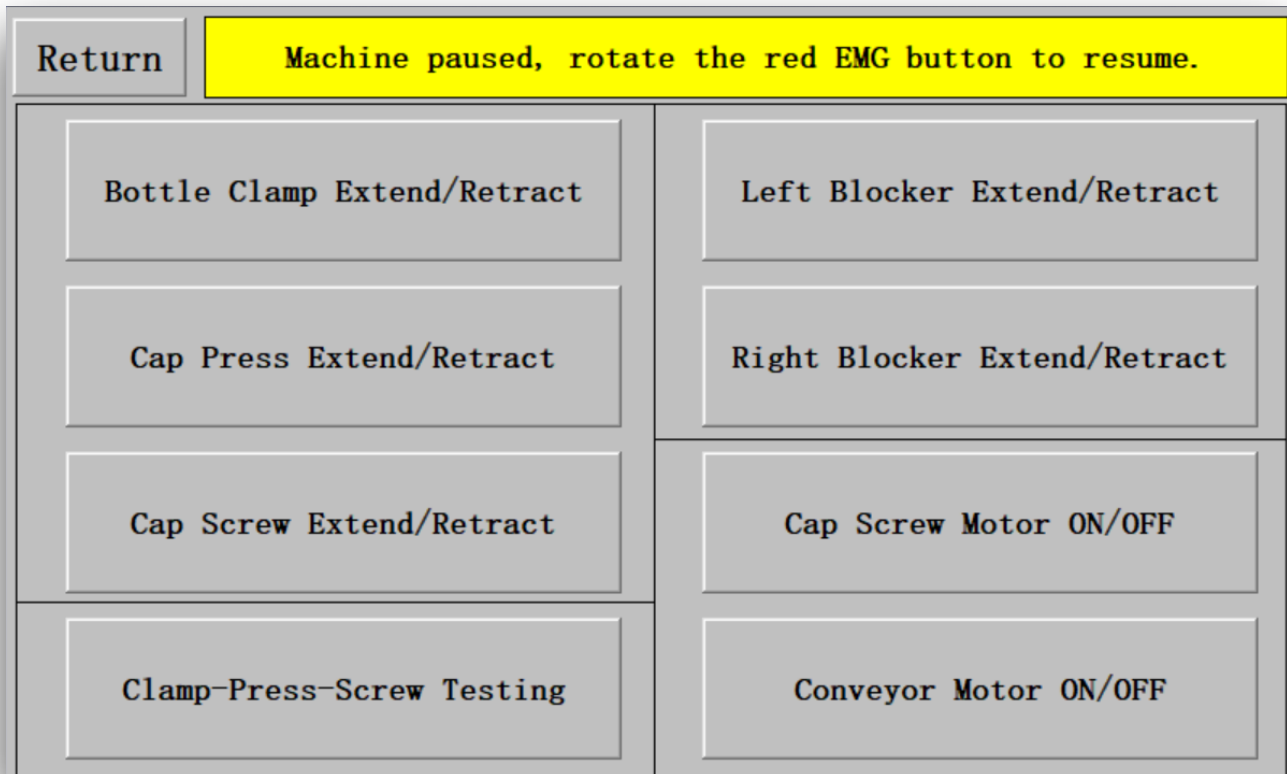 Return
Machine paused, rotate the red EMG button to resume.
Bottle Clamp Extend/Retract
Left Blocker Extend/Retract
Cap Press Extend/Retract
Right Blocker Extend/Retract
Cap Screw Extend/Retract
Cap Screw Motor ON/OFF
Clamp-Press-Screw Testing
Conveyor Motor ON/OFF